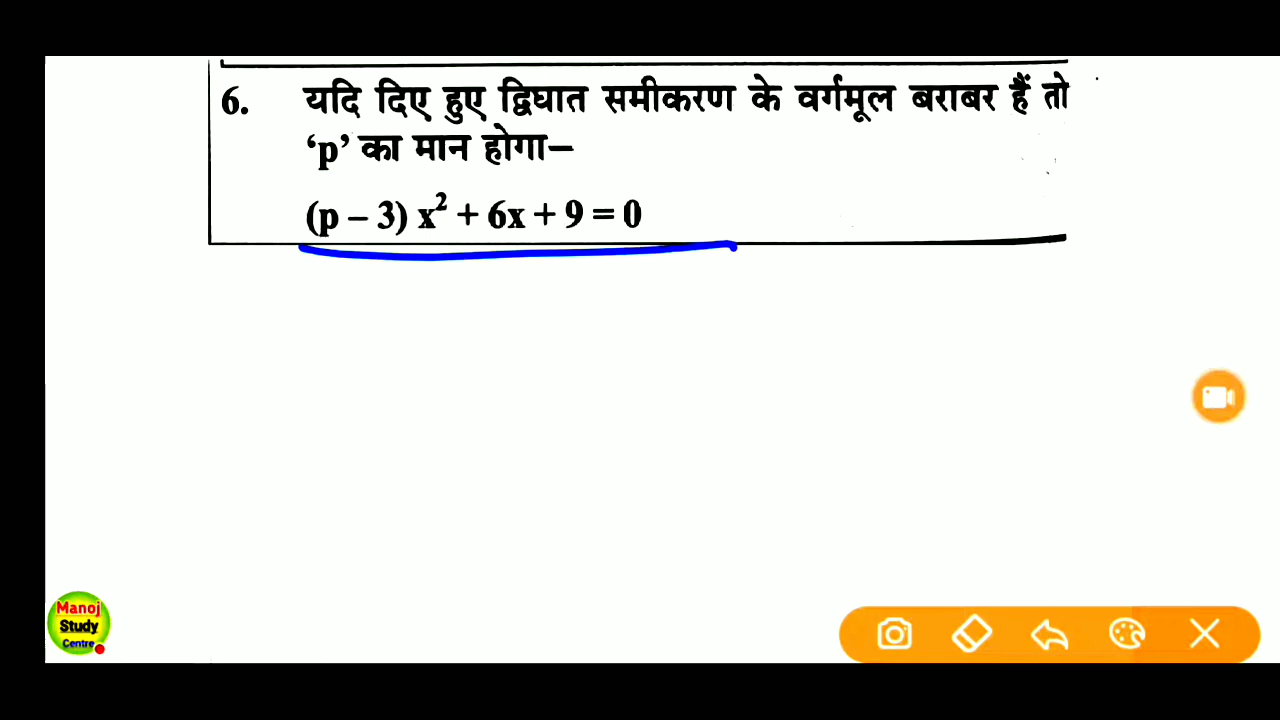 6. यदि दिए हुए द्विघात समीकरण के वर्गमूल बराबर हैं तो
‘p’ का मान होगा–
(p – 3) x² + 6x + 9 = 0
Manoj
Study
Centre